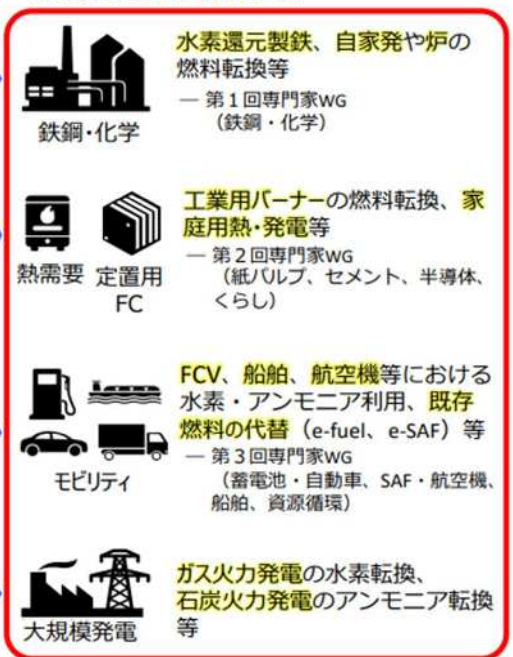 水素還元製鉄、自家発や炉の
燃料転換等
― 第1回専門家WG
（鉄鋼・化学）
鉄鋼・化学
工業用バーナーの燃料転換、家
庭用熱・発電等
― 第2回専門家WG
（紙パルプ、セメント、半導体、
くらし）
熱需要
定置用
FC
FCV、船舶、航空機等における
水素・アンモニア利用、既存
燃料の代替（e-fuel、e-SAF）等
― 第3回専門家WG
（蓄電池・自動車、SAF・航空機、
船舶、資源循環）
モビリティ
ガス火力発電の水素転換、
石炭火力発電のアンモニア転換
等
大規模発電